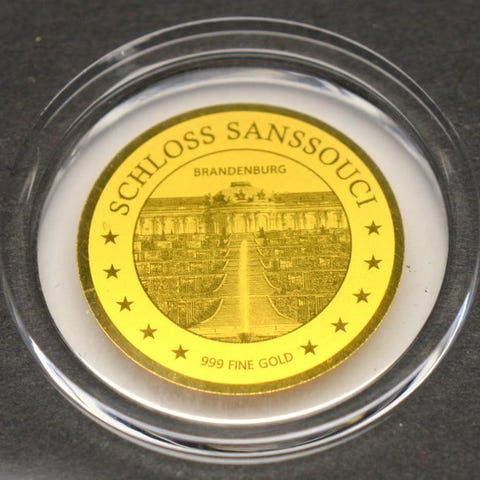 SCHLOSS SANSSOUCI
BRANDENBURG
999 FINE GOLD